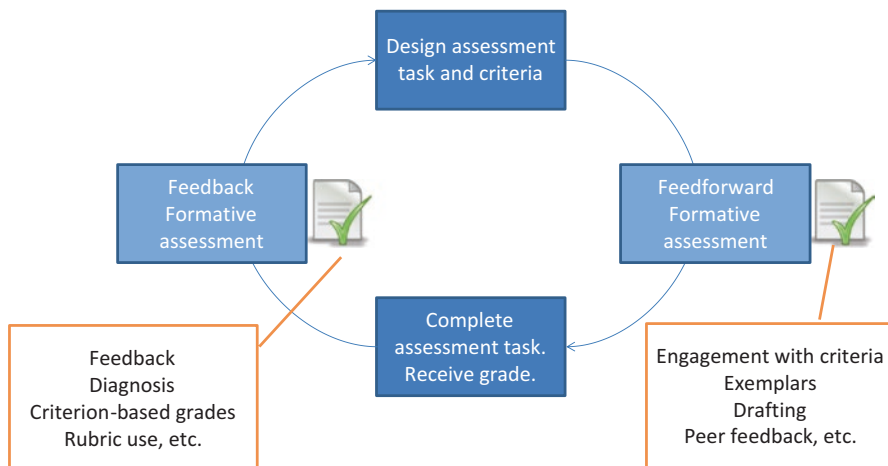 Design assessment
task and criteria
Feedback
Formative
assessment
Feedforward
Formative
assessment
Complete
assessment task.
Receive grade.
Feedback
Diagnosis
Criterion-based grades
Rubric use, etc.
Engagement with criteria
Exemplars
Drafting
Peer feedback, etc.